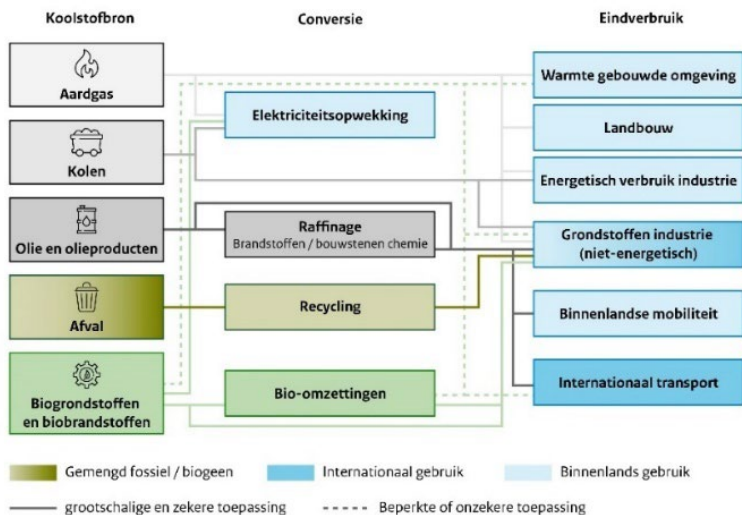 Koolstofbron
Conversie
Eindverbruik
Aardgas
Kolen
Olie en olieproducten
Afval
Biogrondstoffen
en biobrandstoffen
Elektriciteitsopwekking
Raffinage
Brandstoffen / bouwstenen chemie
Recycling
Bio-omzettingen
Warmte gebouwde omgeving
Landbouw
Energetisch verbruik industrie
Grondstoffen industrie
(niet-energetisch)
Binnenlandse mobiliteit
Internationaal transport
Gemengd fossiel / biogeen
Internationaal gebruik
Binnenlands gebruik
grootschalige en zekere toepassing
Beperkte of onzekere toepassing